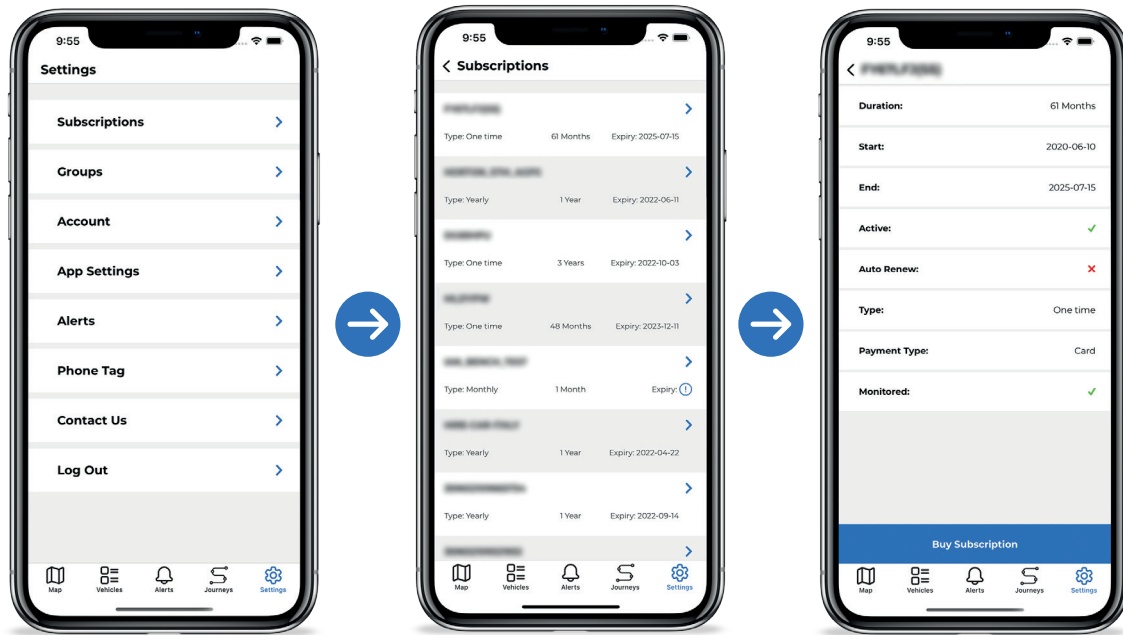 9:55
Settings
Subscriptions
Groups
Account
App Settings
Alerts
Phone Tag
Contact Us
Log Out
Map Vehicles Alerts Journeys Settings
9:55
Subscriptions
Type: One time 61 Months Expiry: 2025-07-15
Type: Yearly 1 Year Expiry: 2022-06-11
Type: One time 3 Years Expiry: 2022-10-03
Type: One time 48 Months Expiry: 2023-12-11
Type: Monthly 1 Month Expiry:
Type: Yearly 1 Year Expiry: 2022-04-22
Type: Yearly 1 Year Expiry: 2022-09-14
Map Vehicles Alerts Journeys Settings
9:55
Duration: 61 Months
Start: 2020-06-10
End: 2025-07-15
Active:
Auto Renew:
Type: One time
Payment Type: Card
Monitored:
Buy Subscription
Map Vehicles Alerts Journeys Settings